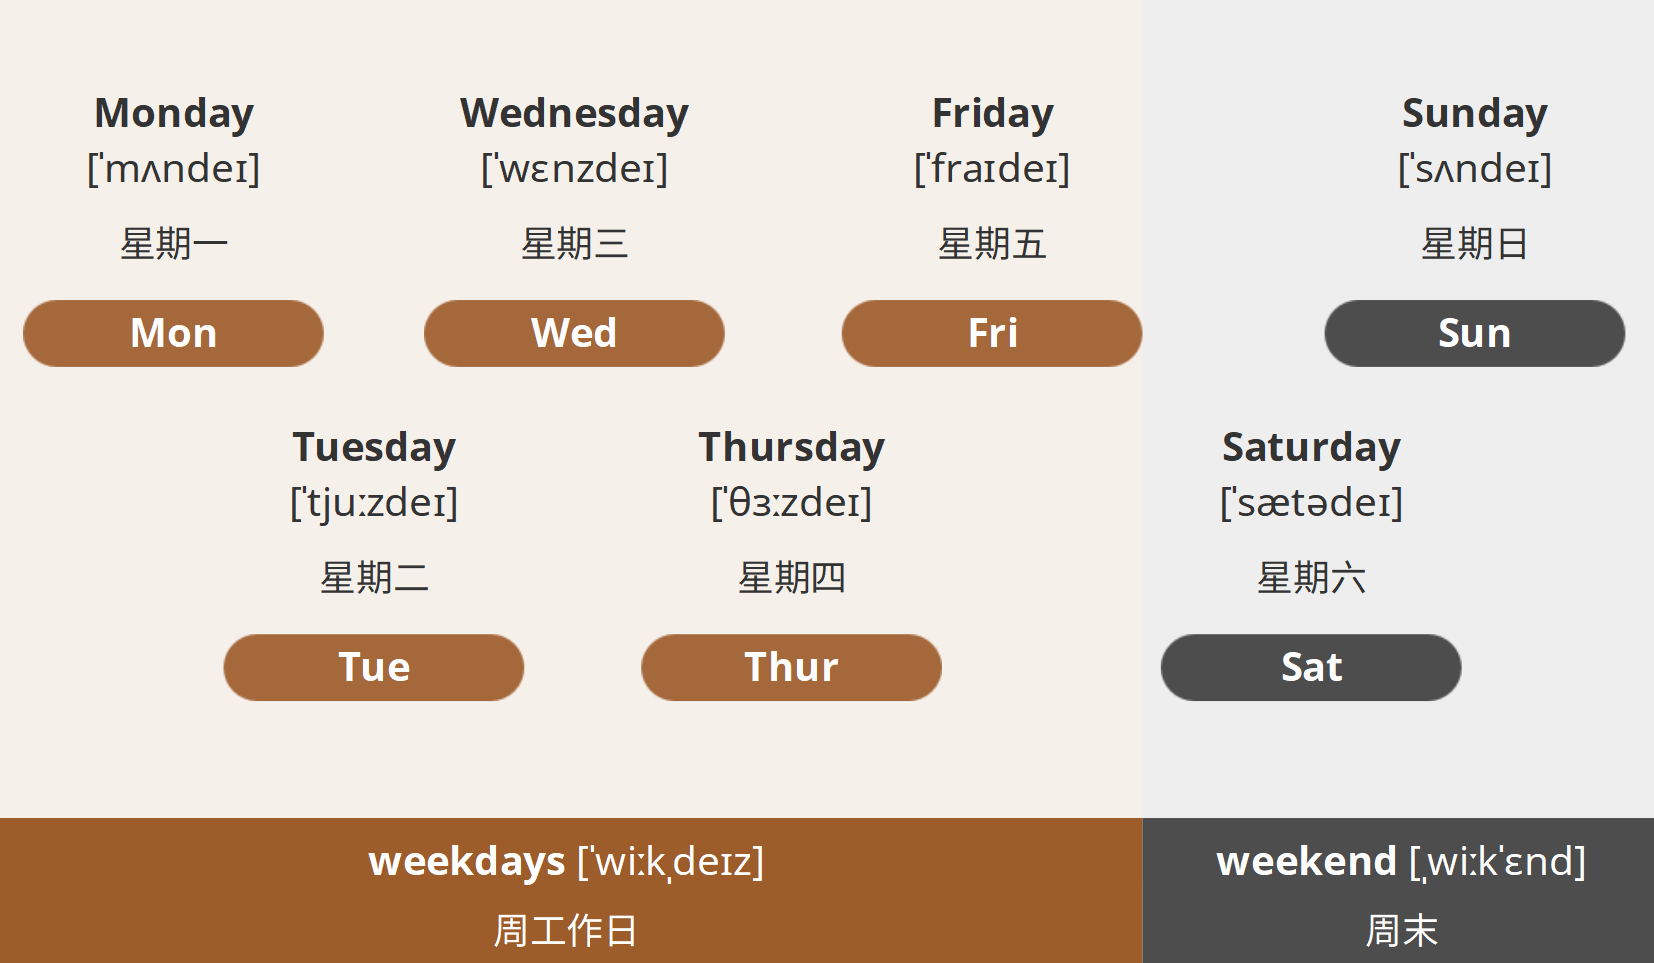 Monday
[ˈmʌndeɪ]
星期一
Mon
Wednesday
[ˈwɛnzdeɪ]
星期三
Wed
Friday
[ˈfraɪdeɪ]
星期五
Fri
Sunday
[ˈsʌndeɪ]
星期日
Sun
Tuesday
[ˈtjuːzdeɪ]
星期二
Tue
Thursday
[ˈθɜːzdeɪ]
星期四
Thur
Saturday
[ˈsætədeɪ]
星期六
Sat
weekdays [ˈwiːkˌdeɪz]
周工作日
weekend [ˌwiːkˈɛnd]
周末